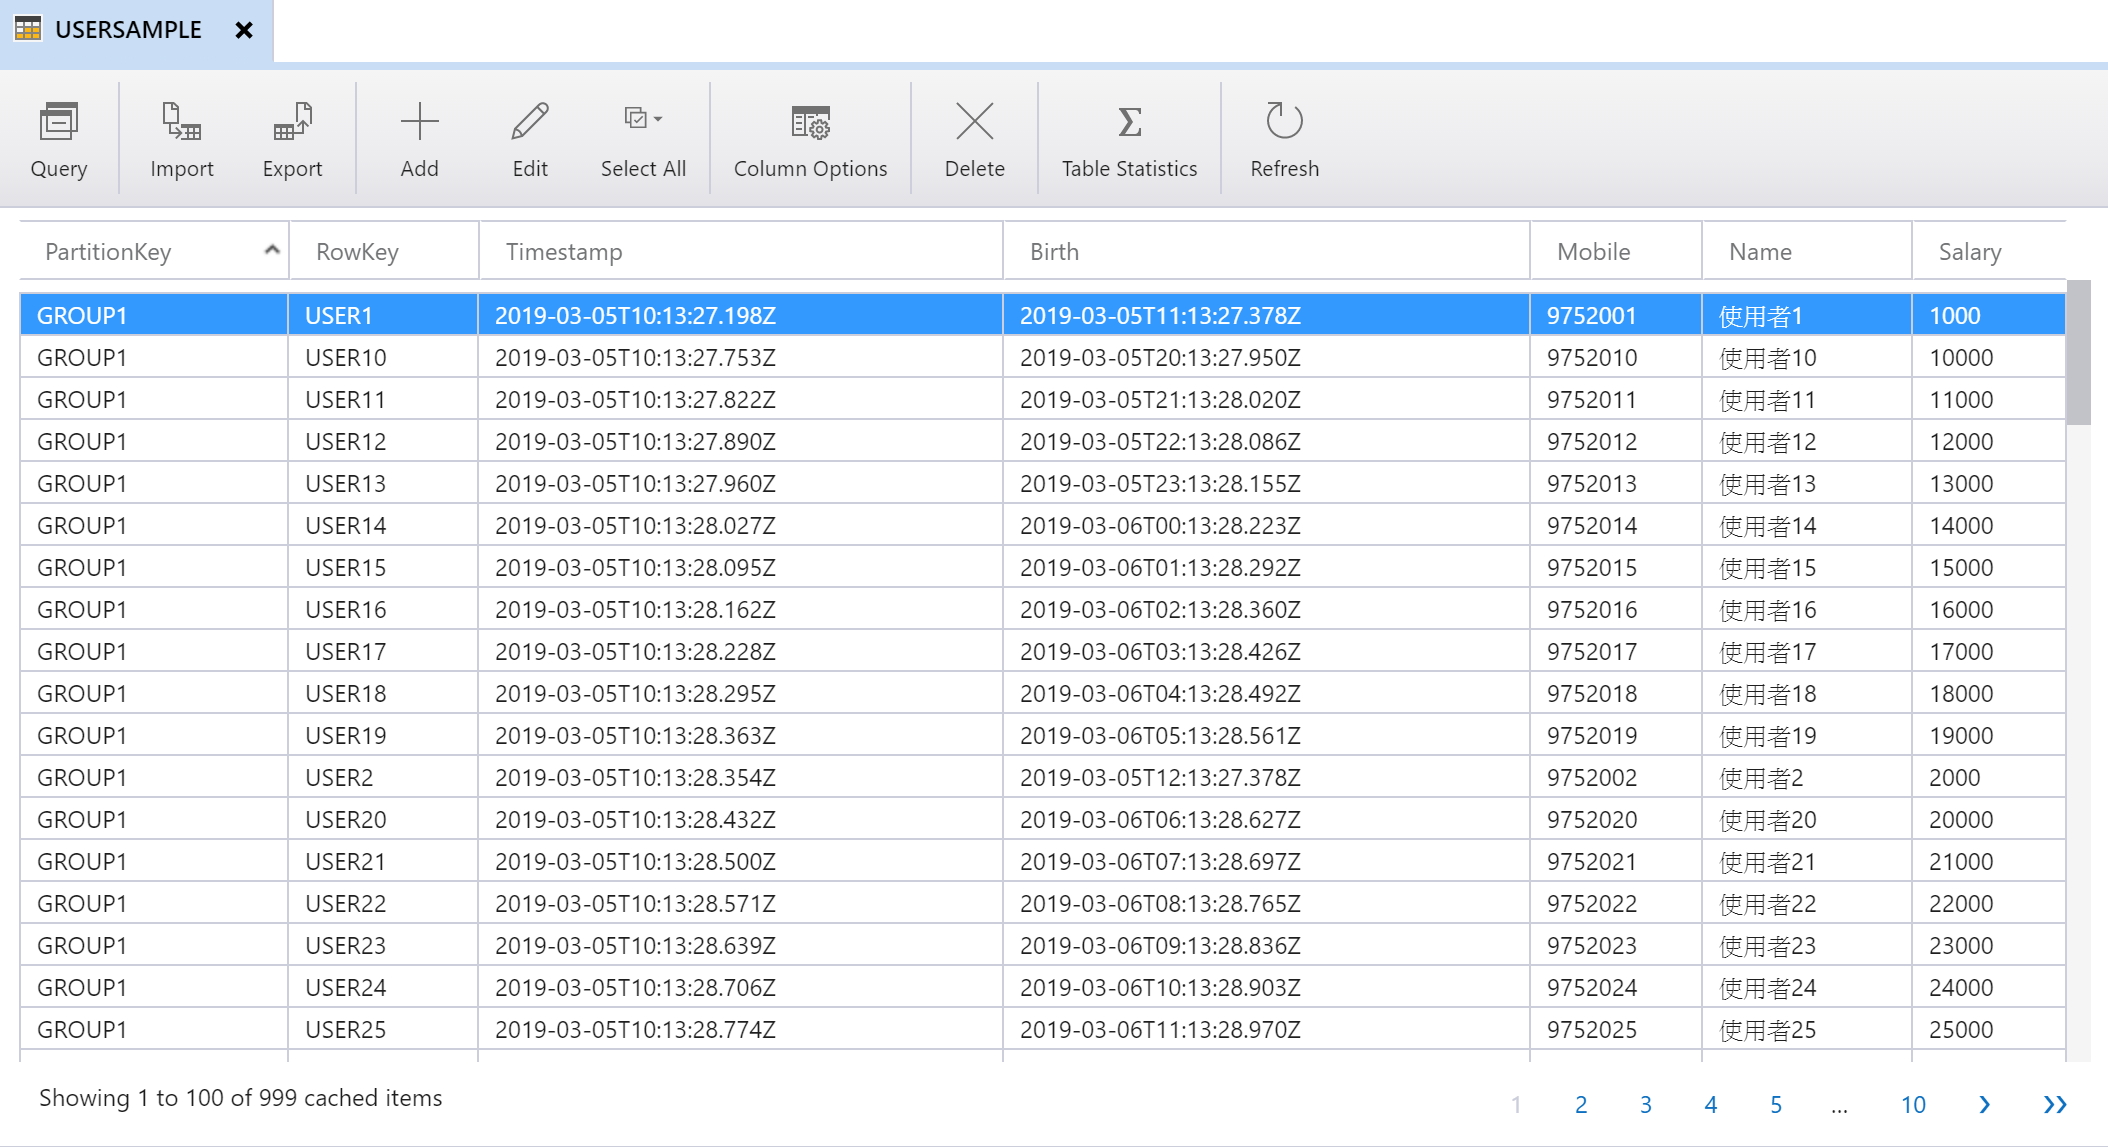 USERSAMPLE
Query Import Export Add Edit Select All Column Options Delete Table Statistics Refresh
PartitionKey RowKey Timestamp Birth Mobile Name Salary
GROUP1 USER1 2019-03-05T10:13:27.198Z 2019-03-05T11:13:27.378Z 9752001 使用者1 1000
GROUP1 USER10 2019-03-05T10:13:27.753Z 2019-03-05T20:13:27.950Z 9752010 使用者10 10000
GROUP1 USER11 2019-03-05T10:13:27.822Z 2019-03-05T21:13:28.020Z 9752011 使用者11 11000
GROUP1 USER12 2019-03-05T10:13:27.890Z 2019-03-05T22:13:28.086Z 9752012 使用者12 12000
GROUP1 USER13 2019-03-05T10:13:27.960Z 2019-03-05T23:13:28.155Z 9752013 使用者13 13000
GROUP1 USER14 2019-03-05T10:13:28.027Z 2019-03-06T00:13:28.223Z 9752014 使用者14 14000
GROUP1 USER15 2019-03-05T10:13:28.095Z 2019-03-06T01:13:28.292Z 9752015 使用者15 15000
GROUP1 USER16 2019-03-05T10:13:28.162Z 2019-03-06T02:13:28.360Z 9752016 使用者16 16000
GROUP1 USER17 2019-03-05T10:13:28.228Z 2019-03-06T03:13:28.426Z 9752017 使用者17 17000
GROUP1 USER18 2019-03-05T10:13:28.295Z 2019-03-06T04:13:28.492Z 9752018 使用者18 18000
GROUP1 USER19 2019-03-05T10:13:28.363Z 2019-03-06T05:13:28.561Z 9752019 使用者19 19000
GROUP1 USER2 2019-03-05T10:13:28.354Z 2019-03-05T12:13:27.378Z 9752002 使用者2 2000
GROUP1 USER20 2019-03-05T10:13:28.432Z 2019-03-06T06:13:28.627Z 9752020 使用者20 20000
GROUP1 USER21 2019-03-05T10:13:28.500Z 2019-03-06T07:13:28.697Z 9752021 使用者21 21000
GROUP1 USER22 2019-03-05T10:13:28.571Z 2019-03-06T08:13:28.765Z 9752022 使用者22 22000
GROUP1 USER23 2019-03-05T10:13:28.639Z 2019-03-06T09:13:28.836Z 9752023 使用者23 23000
GROUP1 USER24 2019-03-05T10:13:28.706Z 2019-03-06T10:13:28.903Z 9752024 使用者24 24000
GROUP1 USER25 2019-03-05T10:13:28.774Z 2019-03-06T11:13:28.970Z 9752025 使用者25 25000
Showing 1 to 100 of 999 cached items
1 2 3 4 5 ... 10